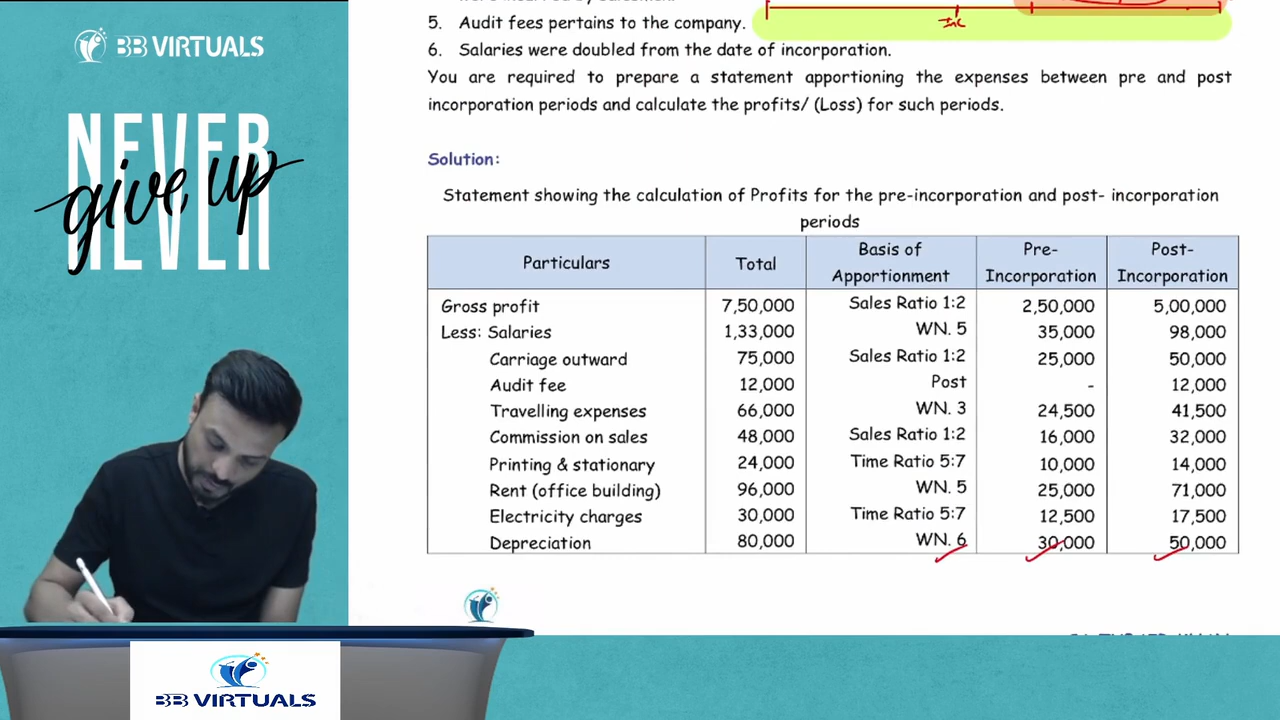 BB VIRTUALS
NEVER
give up
NEVER
5. Audit fees pertains to the company.
Inc
6. Salaries were doubled from the date of incorporation.
You are required to prepare a statement apportioning the expenses between pre and post
incorporation periods and calculate the profits/ (Loss) for such periods.
Solution:
Statement showing the calculation of Profits for the pre-incorporation and post- incorporation
periods
Particulars Total Basis of Apportionment Pre-Incorporation Post-Incorporation
Gross profit 7,50,000 Sales Ratio 1:2 2,50,000 5,00,000
Less: Salaries 1,33,000 WN. 5 35,000 98,000
Carriage outward 75,000 Sales Ratio 1:2 25,000 50,000
Audit fee 12,000 Post - 12,000
Travelling expenses 66,000 WN. 3 24,500 41,500
Commission on sales 48,000 Sales Ratio 1:2 16,000 32,000
Printing & stationary 24,000 Time Ratio 5:7 10,000 14,000
Rent (office building) 96,000 WN. 5 25,000 71,000
Electricity charges 30,000 Time Ratio 5:7 12,500 17,500
Depreciation 80,000 WN. 6 30,000 50,000
BB VIRTUALS